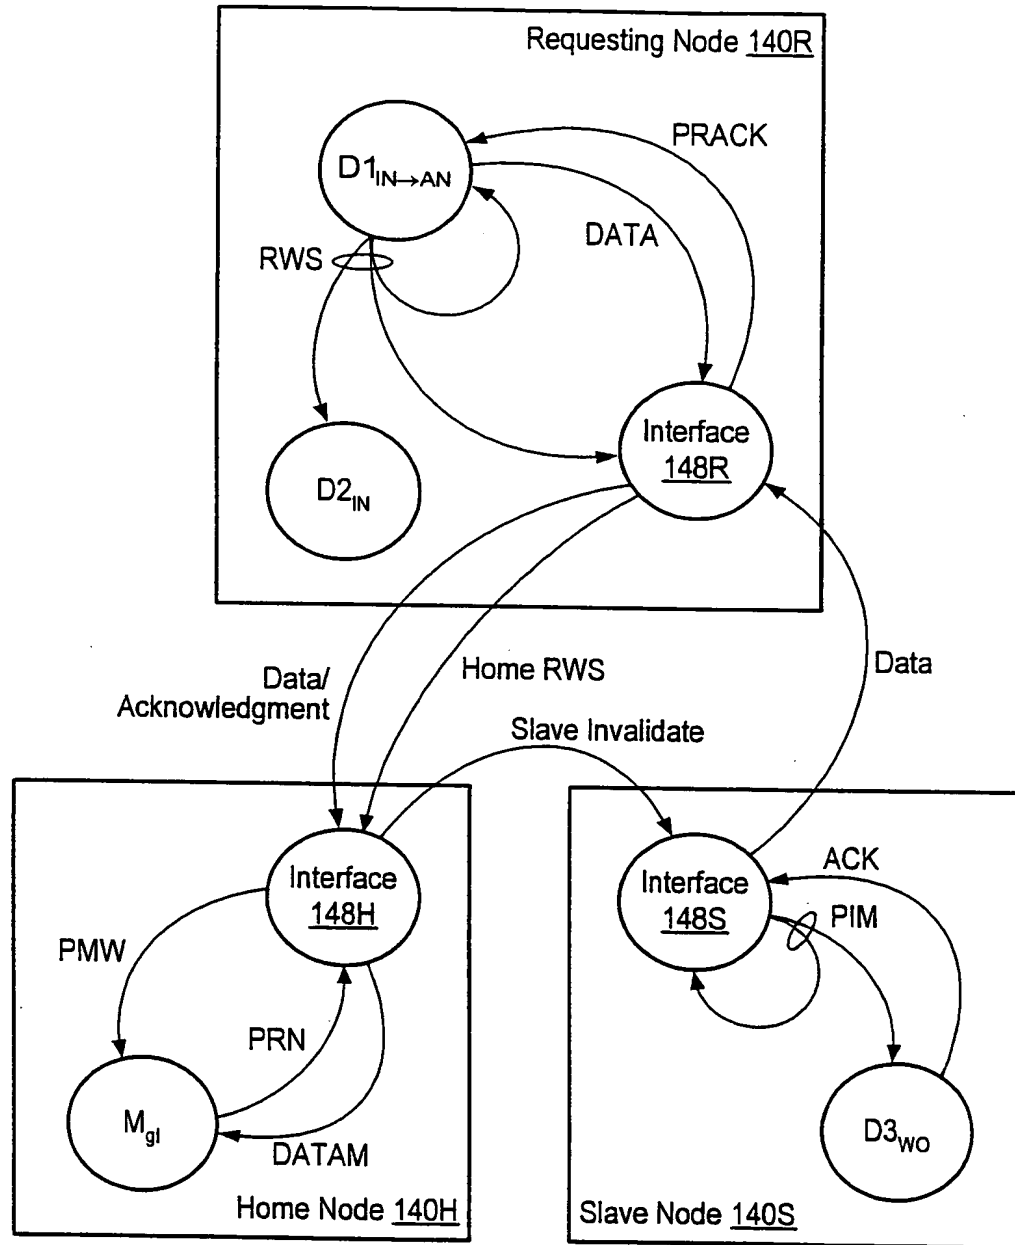 Requesting Node 140R
PRACK
D1IN→AN
DATA
RWS
Interface
148R
D2IN
Data/
Acknowledgment
Home RWS
Data
Slave Invalidate
Interface
148H
Interface
148S
ACK
PIM
PMW
PRN
Mgl
DATAM
D3WO
Home Node 140H
Slave Node 140S